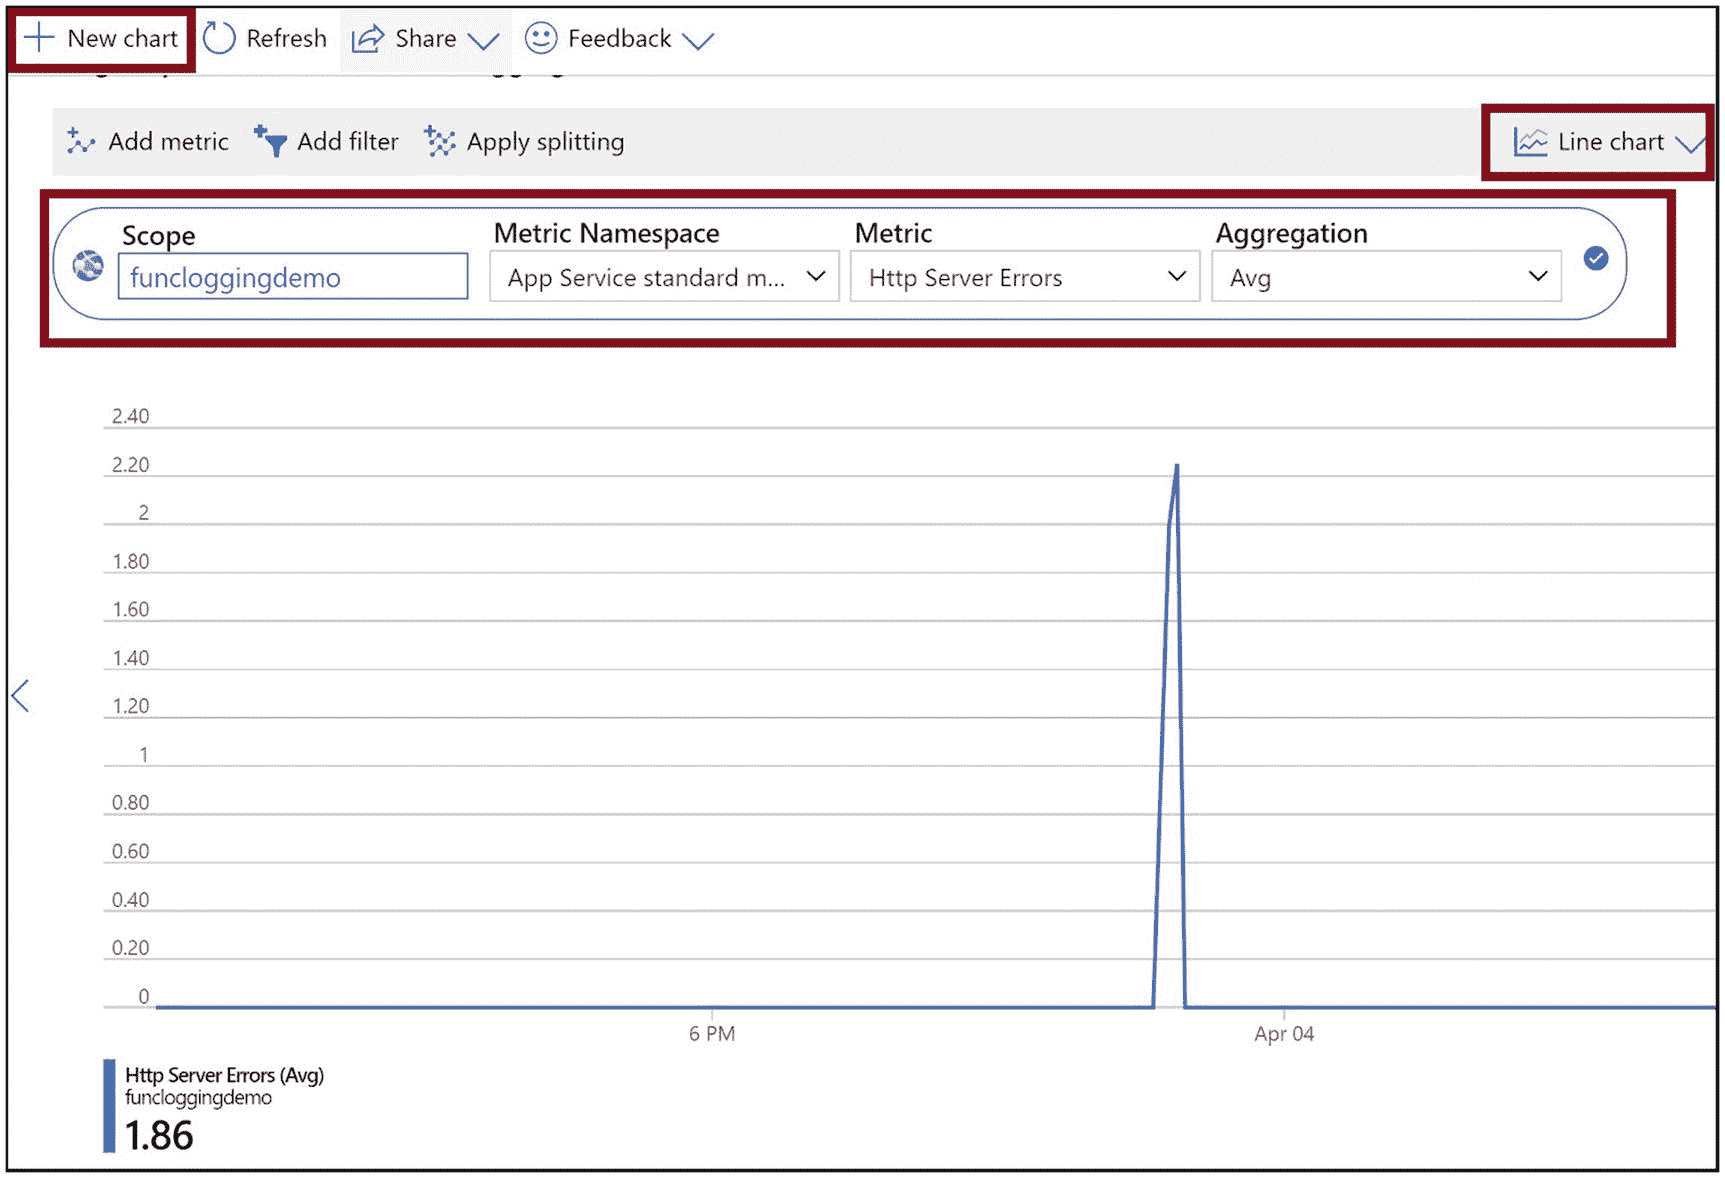 New chart Refresh Share Feedback
Add metric Add filter Apply splitting Line chart
Scope Metric Namespace Metric Aggregation
funcloggingdemo App Service standard m... Http Server Errors Avg
2.40
2.20
2
1.80
1.60
1.40
1.20
1
0.80
0.60
0.40
0.20
0
6 PM Apr 04
Http Server Errors (Avg)
funcloggingdemo
1.86